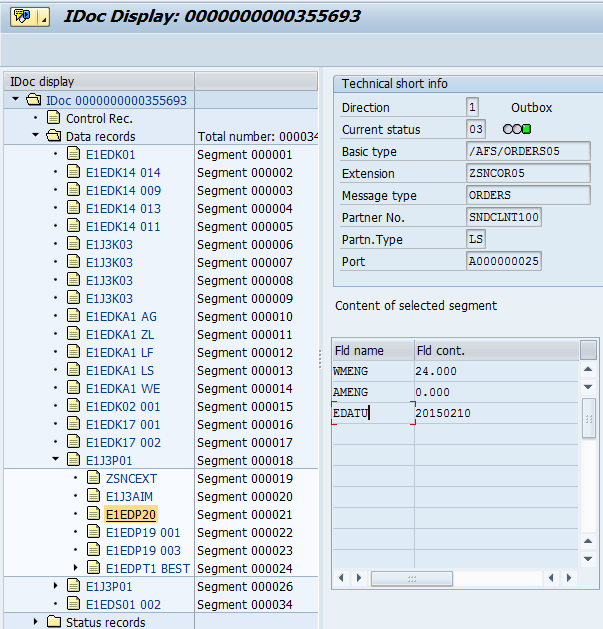 IDoc Display: 0000000000355693
IDoc display
IDoc 0000000000355693
Control Rec.
Data records Total number: 000034
E1EDK01 Segment 000001
E1EDK14 014 Segment 000002
E1EDK14 009 Segment 000003
E1EDK14 013 Segment 000004
E1EDK14 011 Segment 000005
E1J3K03 Segment 000006
E1J3K03 Segment 000007
E1J3K03 Segment 000008
E1J3K03 Segment 000009
E1EDKA1 AG Segment 000010
E1EDKA1 ZL Segment 000011
E1EDKA1 LF Segment 000012
E1EDKA1 LS Segment 000013
E1EDKA1 WE Segment 000014
E1EDK02 001 Segment 000015
E1EDK17 001 Segment 000016
E1EDK17 002 Segment 000017
E1J3P01 Segment 000018
ZSNCEXT Segment 000019
E1J3AIM Segment 000020
E1EDP20 Segment 000021
E1EDP19 001 Segment 000022
E1EDP19 003 Segment 000023
E1EDPT1 BEST Segment 000024
E1J3P01 Segment 000026
E1EDS01 002 Segment 000034
Status records
Technical short info
Direction 1 Outbox
Current status 03
Basic type /AFS/ORDERS05
Extension ZSNCOR05
Message type ORDERS
Partner No. SNDCLNT100
Partn.Type LS
Port A000000025
Content of selected segment
Fld name Fld cont.
WMENG 24.000
AMENG 0.000
EDATU 20150210